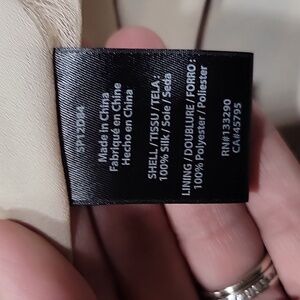 SP12D84
Made in China
Fabriqué en Chine
Hecho en China
SHELL / TISSU / TELA :
100% Silk / Soie / Seda
LINING / DOUBLURE / FORRO :
100% Polyester / Poliester
RN#133290
CA#45795